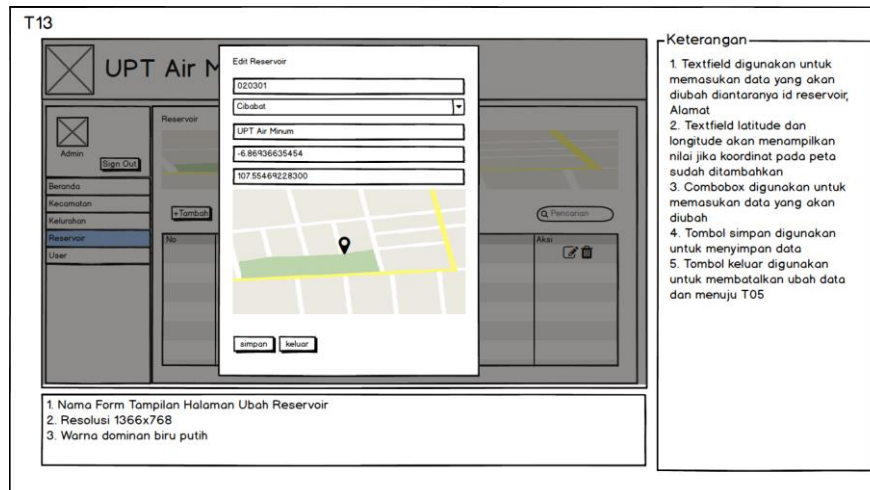 T13
UPT Air M
Admin
Sign Out
Beranda
Kecamatan
Kelurahan
Reservoir
User
Reservoir
+Tambah
Pencarian
No
Aksi
Edit Reservoir
020301
Cibabat
UPT Air Minum
-6.86936635454
107.55469228300
simpan keluar
Keterangan
1. Textfield digunakan untuk
memasukan data yang akan
diubah diantaranya id reservoir,
Alamat
2. Textfield latitude dan
longitude akan menampilkan
nilai jika koordinat pada peta
sudah ditambahkan
3. Combobox digunakan untuk
memasukan data yang akan
diubah
4. Tombol simpan digunakan
untuk menyimpan data
5. Tombol keluar digunakan
untuk membatalkan ubah data
dan menuju T05
1. Nama Form Tampilan Halaman Ubah Reservoir
2. Resolusi 1366x768
3. Warna dominan biru putih